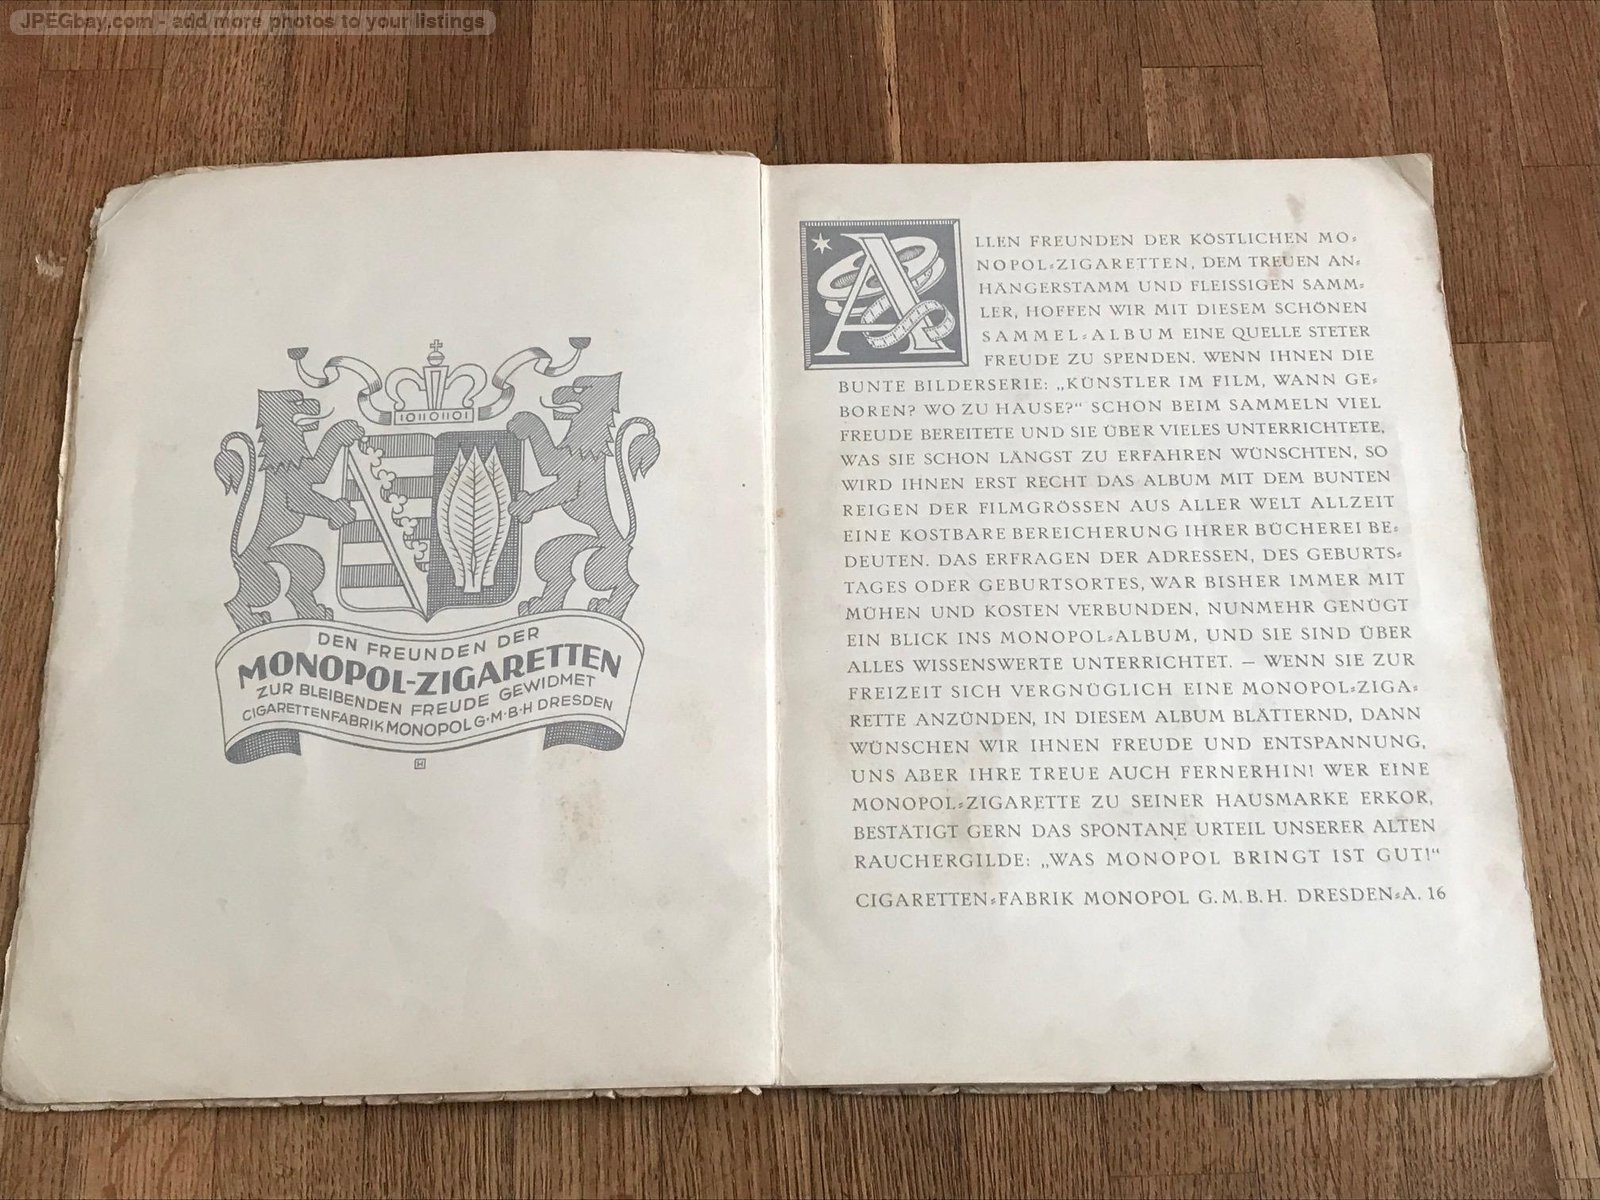 JPEGbay.com - add more photos to your listings
DEN FREUNDEN DER
MONOPOL-ZIGARETTEN
ZUR BLEIBENDEN FREUDE GEWIDMET
CIGARETTENFABRIK MONOPOL G·M·B·H DRESDEN
H
ALLEN FREUNDEN DER KÖSTLICHEN MO-
NOPOL-ZIGARETTEN, DEM TREUEN AN-
HÄNGERSTAMM UND FLEISSIGEN SAMM-
LER, HOFFEN WIR MIT DIESEM SCHÖNEN
SAMMEL-ALBUM EINE QUELLE STETER
FREUDE ZU SPENDEN. WENN IHNEN DIE
BUNTE BILDERSERIE: „KÜNSTLER IM FILM, WANN GE-
BOREN? WO ZU HAUSE?“ SCHON BEIM SAMMELN VIEL
FREUDE BEREITETE UND SIE ÜBER VIELES UNTERRICHTETE,
WAS SIE SCHON LÄNGST ZU ERFAHREN WÜNSCHTEN, SO
WIRD IHNEN ERST RECHT DAS ALBUM MIT DEM BUNTEN
REIGEN DER FILMGRÖSSEN AUS ALLER WELT ALLZEIT
EINE KOSTBARE BEREICHERUNG IHRER BÜCHEREI BE-
DEUTEN. DAS ERFRAGEN DER ADRESSEN, DES GEBURTS-
TAGES ODER GEBURTSORTES, WAR BISHER IMMER MIT
MÜHEN UND KOSTEN VERBUNDEN, NUNMEHR GENÜGT
EIN BLICK INS MONOPOL-ALBUM, UND SIE SIND ÜBER
ALLES WISSENSWERTE UNTERRICHTET. — WENN SIE ZUR
FREIZEIT SICH VERGNÜGLICH EINE MONOPOL-ZIGA-
RETTE ANZÜNDEN, IN DIESEM ALBUM BLÄTTERND, DANN
WÜNSCHEN WIR IHNEN FREUDE UND ENTSPANNUNG,
UNS ABER IHRE TREUE AUCH FERNERHIN! WER EINE
MONOPOL-ZIGARETTE ZU SEINER HAUSMARKE ERKOR,
BESTÄTIGT GERN DAS SPONTANE URTEIL UNSERER ALTEN
RAUCHERGILDE: „WAS MONOPOL BRINGT IST GUT!“
CIGARETTEN-FABRIK MONOPOL G.M.B.H. DRESDEN-A. 16